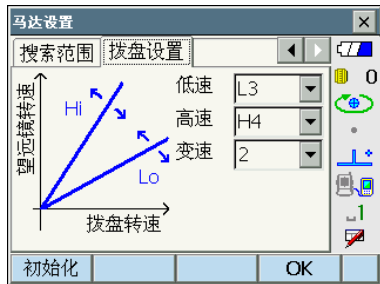 马达设置
搜索范围 拨盘设置
0
望远镜转速
Hi
Lo
拨盘转速
低速 L3
高速 H4
变速 2
1
初始化 OK